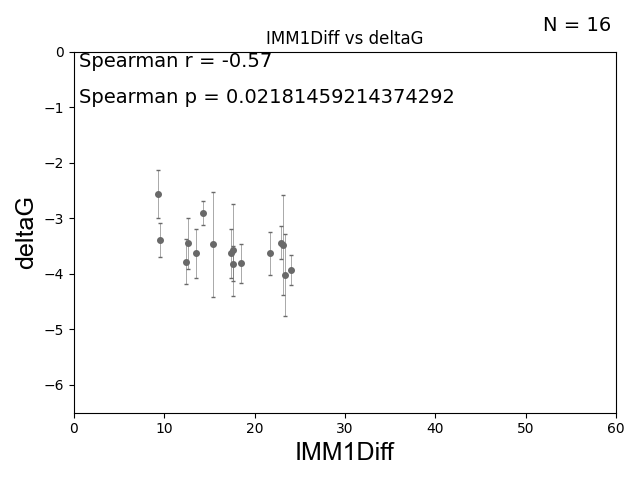 N = 16
IMM1Diff vs deltaG
Spearman r = -0.57
Spearman p = 0.02181459214374292
0
−1
−2
−3
−4
−5
−6
deltaG
0 10 20 30 40 50 60
IMM1Diff